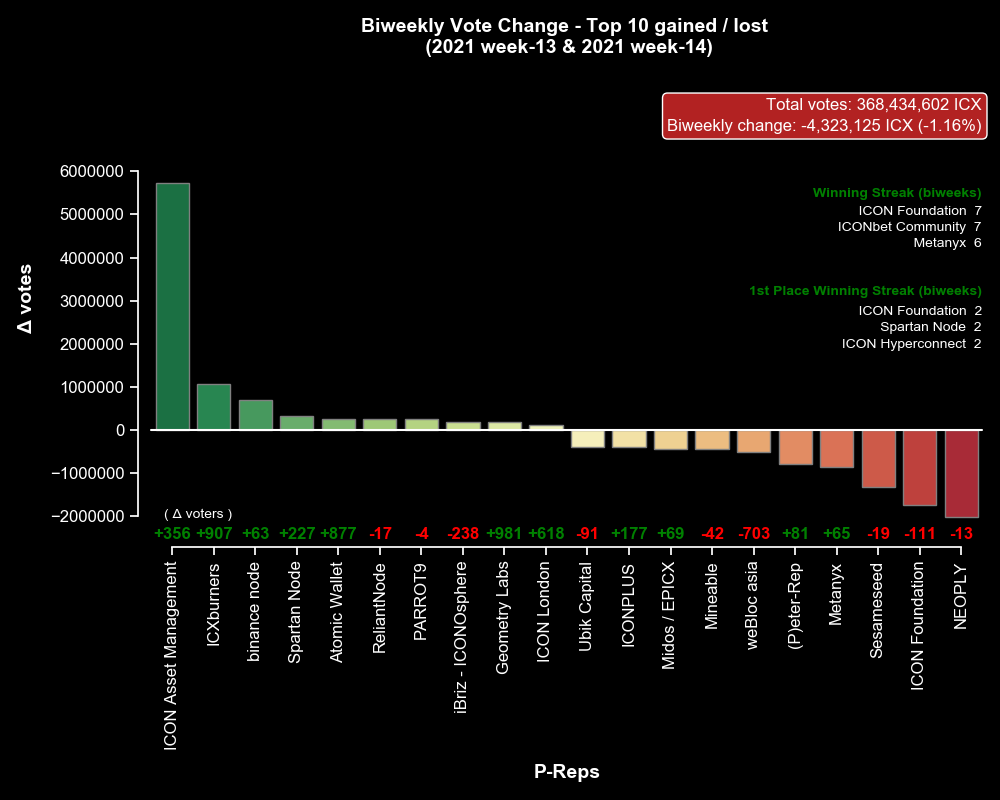 Biweekly Vote Change - Top 10 gained / lost
(2021 week-13 & 2021 week-14)
Total votes: 368,434,602 ICX
Biweekly change: -4,323,125 ICX (-1.16%)
Winning Streak (biweeks)
ICON Foundation 7
ICONbet Community 7
Metanyx 6
1st Place Winning Streak (biweeks)
ICON Foundation 2
Spartan Node 2
ICON Hyperconnect 2
Δ votes
6000000
5000000
4000000
3000000
2000000
1000000
0
−1000000
−2000000
( Δ voters )
+356 +907 +63 +227 +877 -17 -4 -238 +981 +618 -91 +177 +69 -42 -703 +81 +65 -19 -111 -13
ICON Asset Management
ICXburners
binance node
Spartan Node
Atomic Wallet
ReliantNode
PARROT9
iBriz - ICONOsphere
Geometry Labs
ICON London
Ubik Capital
ICONPLUS
Midos / EPICX
Mineable
weBloc asia
(P)eter-Rep
Metanyx
Sesameseed
ICON Foundation
NEOPLY
P-Reps